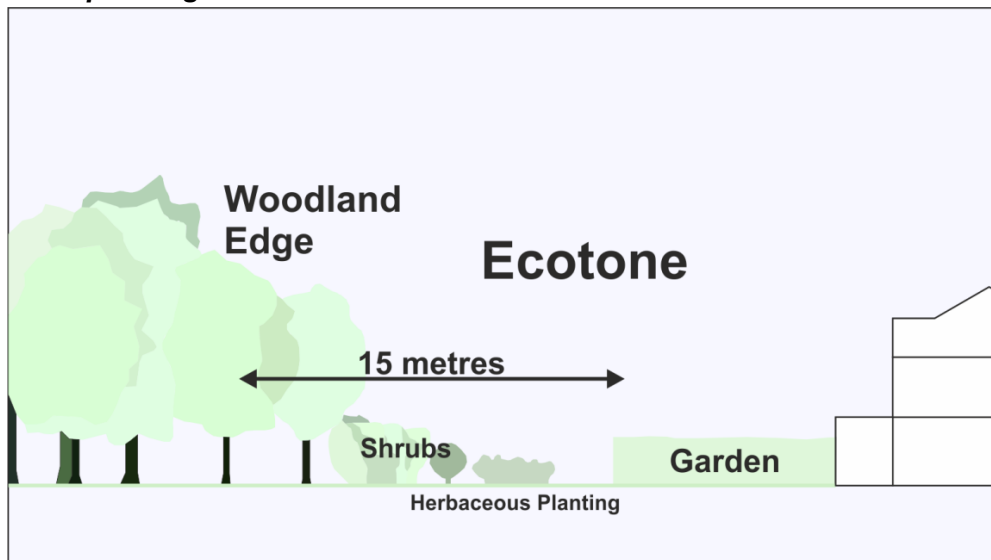 Woodland
Edge
Ecotone
15 metres
Shrubs
Garden
Herbaceous Planting